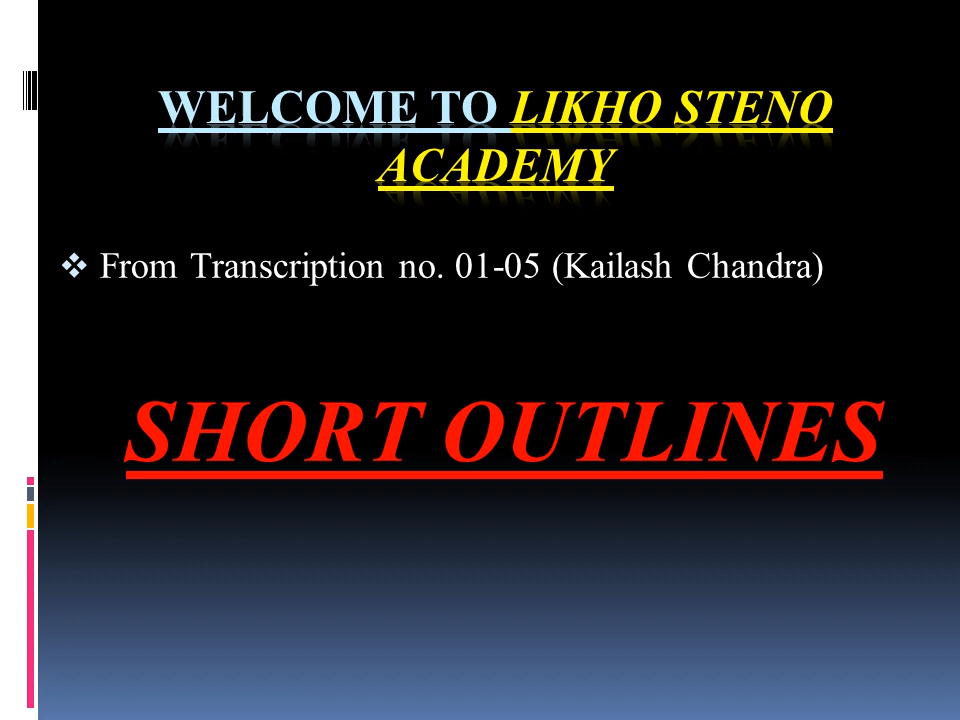 WELCOME TO LIKHO STENO
ACADEMY
❖ From Transcription no. 01-05 (Kailash Chandra)
SHORT OUTLINES